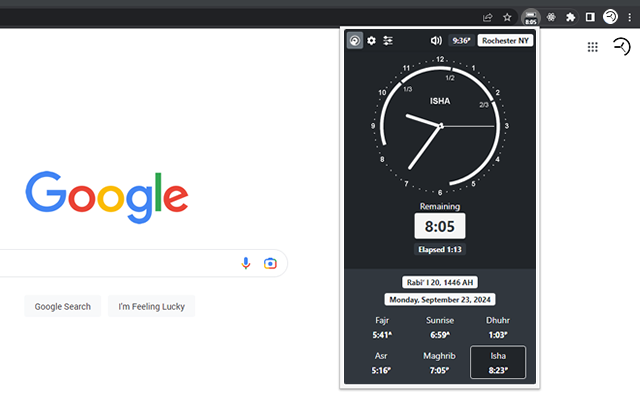 8:05
9:36ᴾ Rochester NY
11 12 1
1/3 1/2
10 2
ISHA 2/3
9 3
8 4
7 6 5
Remaining
8:05
Elapsed 1:13
Rabi' I 20, 1446 AH
Monday, September 23, 2024
Fajr Sunrise Dhuhr
5:41ᴬ 6:59ᴬ 1:03ᴾ
Asr Maghrib Isha
5:16ᴾ 7:05ᴾ 8:23ᴾ
Google
Google Search I'm Feeling Lucky